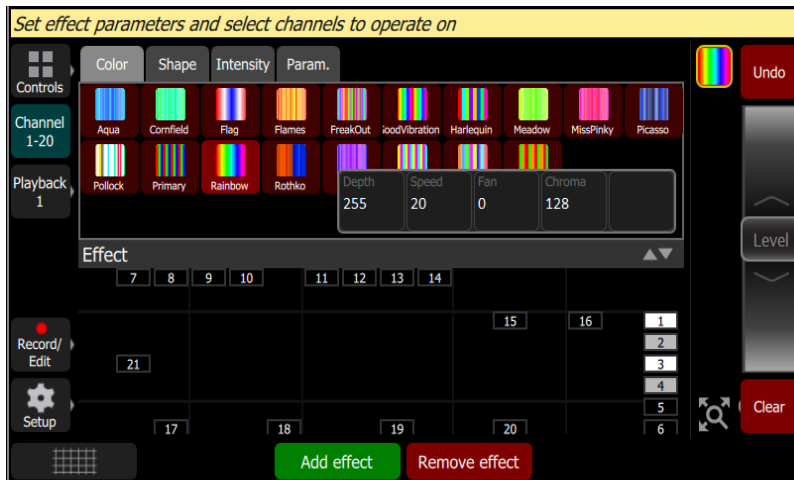 Set effect parameters and select channels to operate on
Controls
Channel
1-20
Playback
1
Record/
Edit
Setup
Color Shape Intensity Param.
Aqua Cornfield Flag Flames FreakOut oodVibration Harlequin Meadow MissPinky Picasso
Pollock Primary Rainbow Rothko
Depth Speed Fan Chroma
255 20 0 128
Effect
7 8 9 10 11 12 13 14
15 16 1
2
21 3
4
5
17 18 19 20 6
Undo
Level
Clear
Add effect Remove effect